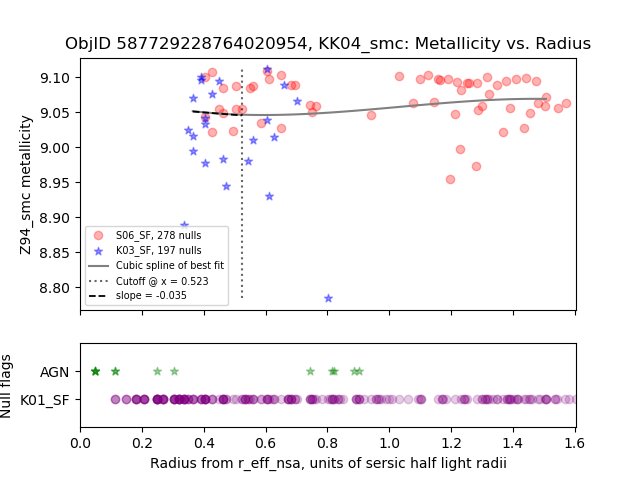 ObjID 587729228764020954, KK04_smc: Metallicity vs. Radius
Z94_smc metallicity
9.10
9.05
9.00
8.95
8.90
8.85
8.80
S06_SF, 278 nulls
K03_SF, 197 nulls
Cubic spline of best fit
Cutoff @ x = 0.523
slope = -0.035
Null flags
AGN
K01_SF
0.0 0.2 0.4 0.6 0.8 1.0 1.2 1.4 1.6
Radius from r_eff_nsa, units of sersic half light radii